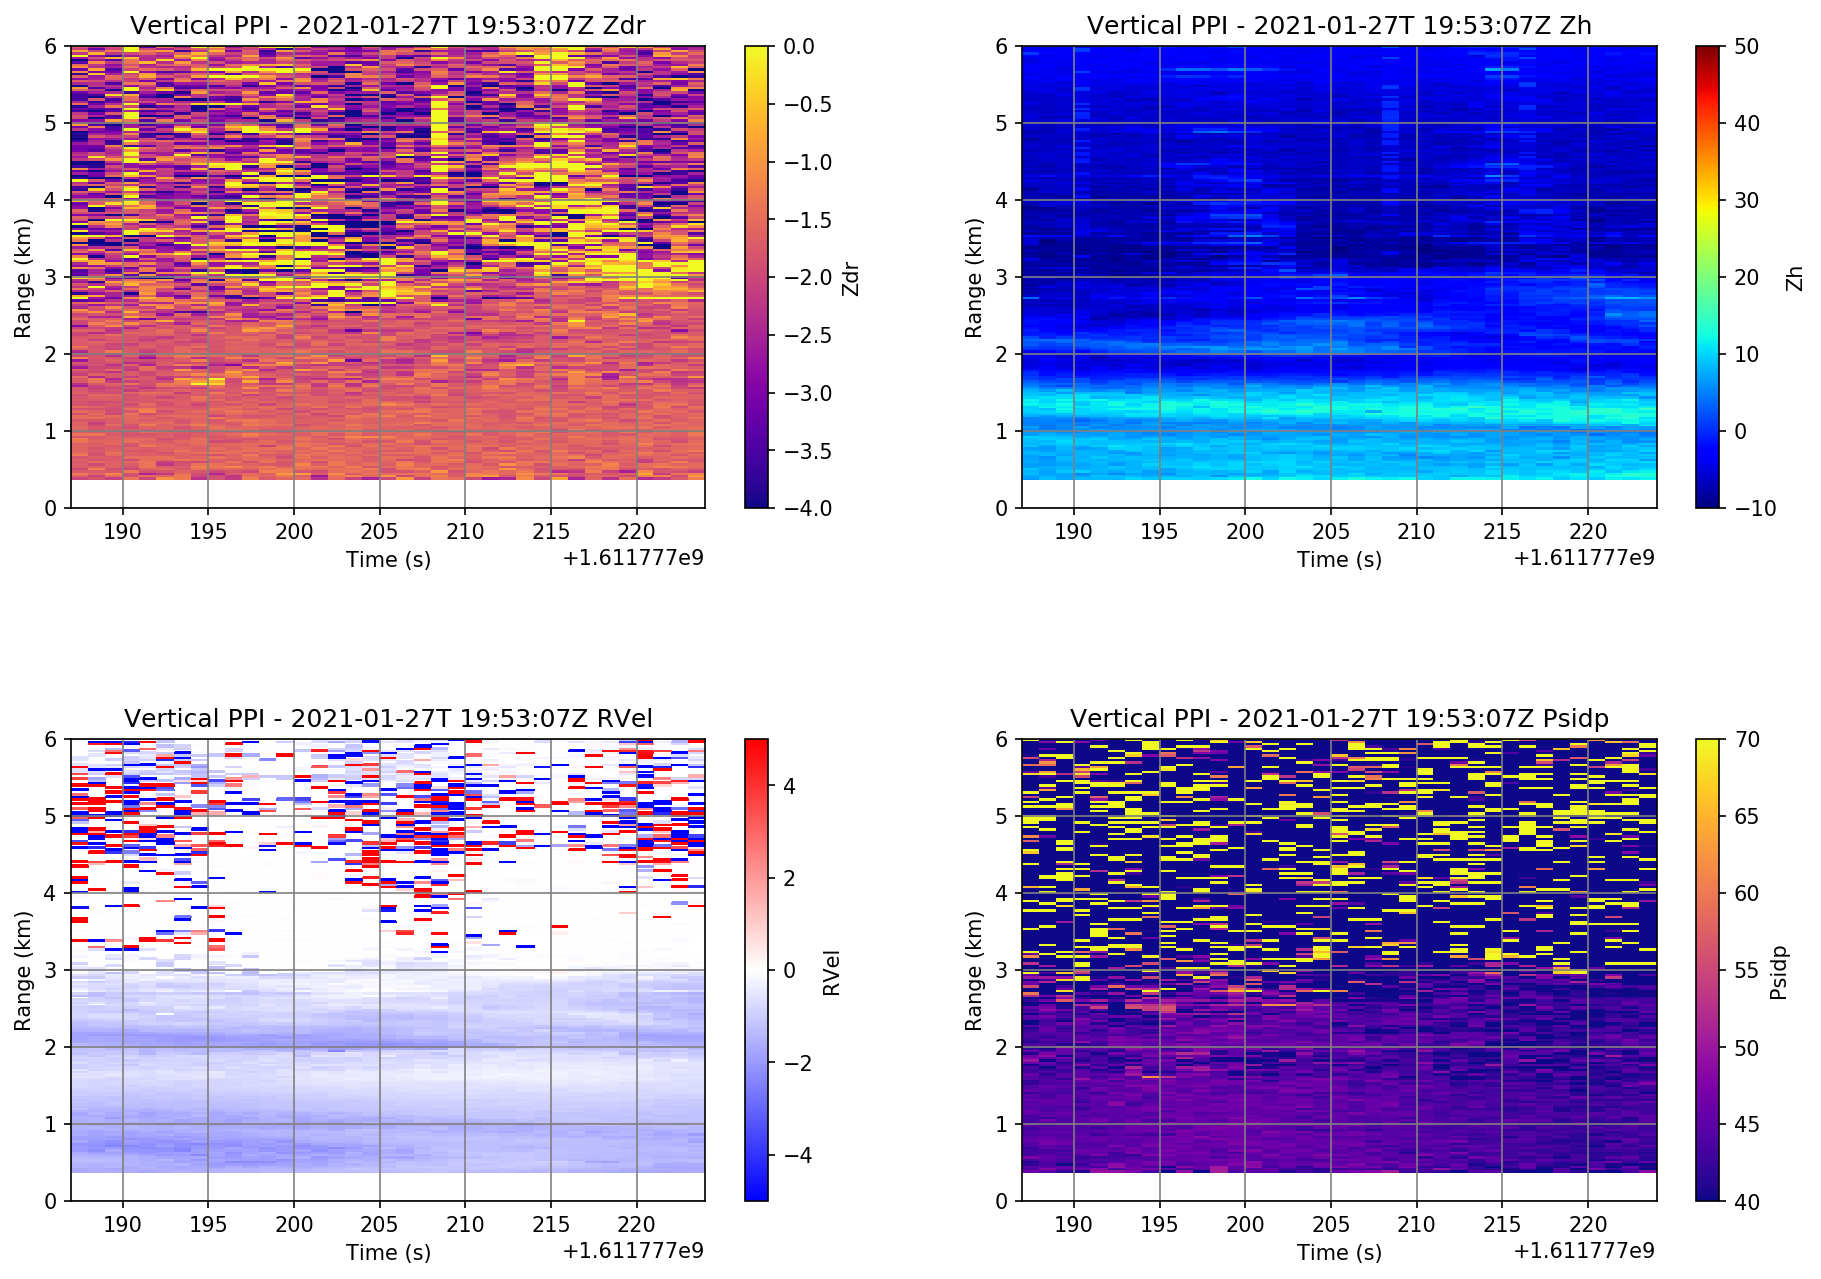 Vertical PPI - 2021-01-27T 19:53:07Z Zdr
6
5
4
3
2
1
0
Range (km)
190 195 200 205 210 215 220
Time (s)
+1.611777e9
0.0
−0.5
−1.0
−1.5
−2.0
−2.5
−3.0
−3.5
−4.0
Zdr
Vertical PPI - 2021-01-27T 19:53:07Z Zh
6
5
4
3
2
1
0
Range (km)
190 195 200 205 210 215 220
Time (s)
+1.611777e9
50
40
30
20
10
0
−10
Zh
Vertical PPI - 2021-01-27T 19:53:07Z RVel
6
5
4
3
2
1
0
Range (km)
190 195 200 205 210 215 220
Time (s)
+1.611777e9
4
2
0
−2
−4
RVel
Vertical PPI - 2021-01-27T 19:53:07Z Psidp
6
5
4
3
2
1
0
Range (km)
190 195 200 205 210 215 220
Time (s)
+1.611777e9
70
65
60
55
50
45
40
Psidp